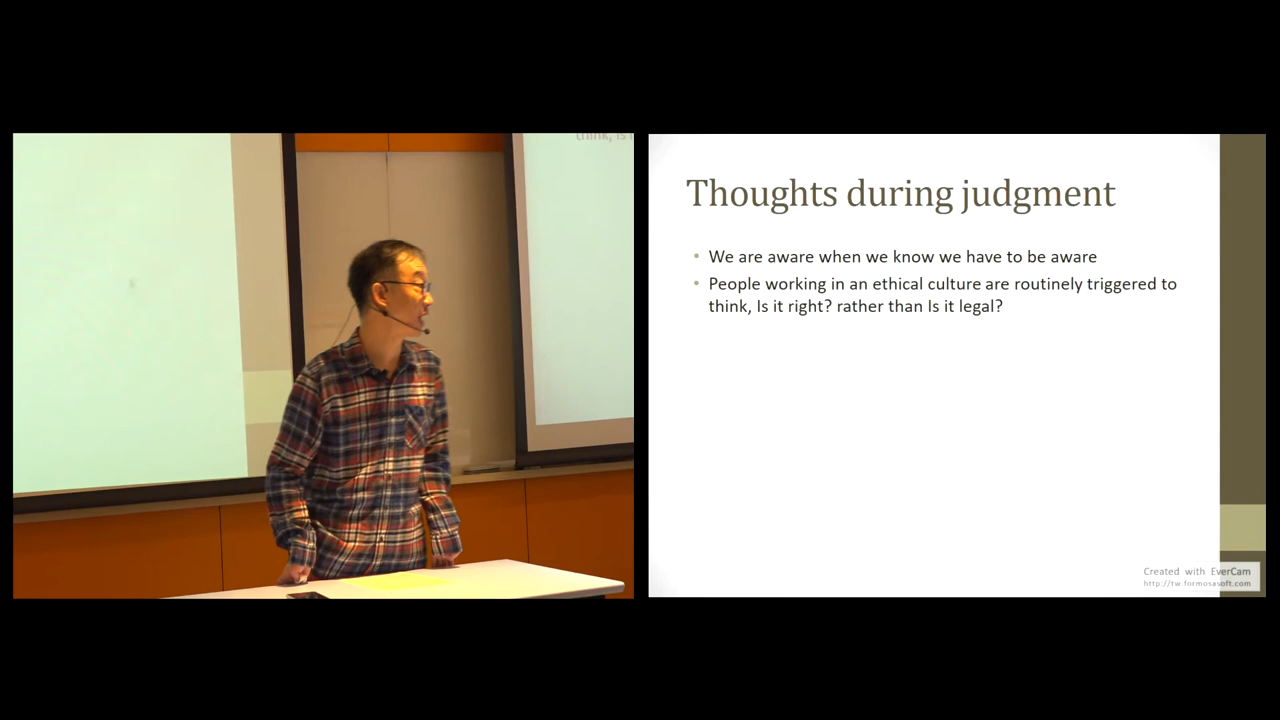 think, Is i
Thoughts during judgment
• We are aware when we know we have to be aware
• People working in an ethical culture are routinely triggered to
think, Is it right? rather than Is it legal?
Created with EverCam
http://tw.formosasoft.com